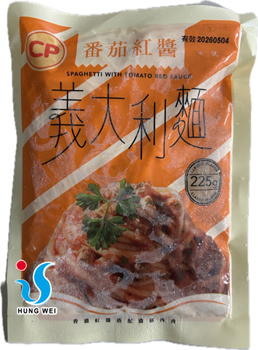 CP
番茄紅醬
有效 20260504
SPAGHETTI WITH TOMATO RED SAUCE
義大利麵
225g
HUNG WEI